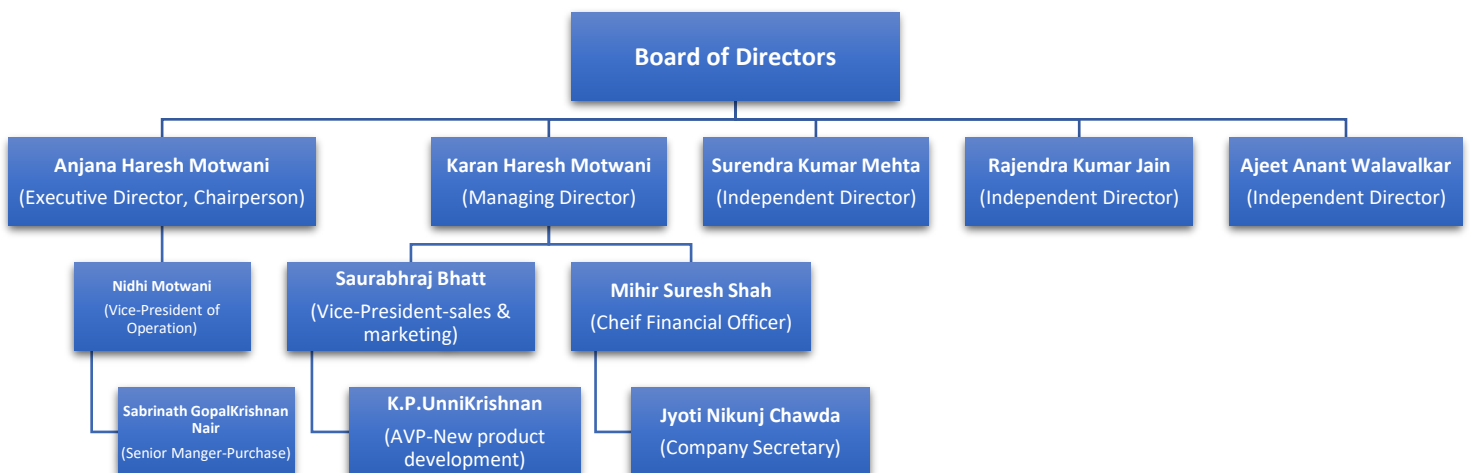 Board of Directors
Anjana Haresh Motwani
(Executive Director, Chairperson)
Karan Haresh Motwani
(Managing Director)
Surendra Kumar Mehta
(Independent Director)
Rajendra Kumar Jain
(Independent Director)
Ajeet Anant Walavalkar
(Independent Director)
Nidhi Motwani
(Vice-President of
Operation)
Saurabhraj Bhatt
(Vice-President-sales &
marketing)
Mihir Suresh Shah
(Cheif Financial Officer)
Sabrinath GopalKrishnan
Nair
(Senior Manger-Purchase)
K.P.UnniKrishnan
(AVP-New product
development)
Jyoti Nikunj Chawda
(Company Secretary)